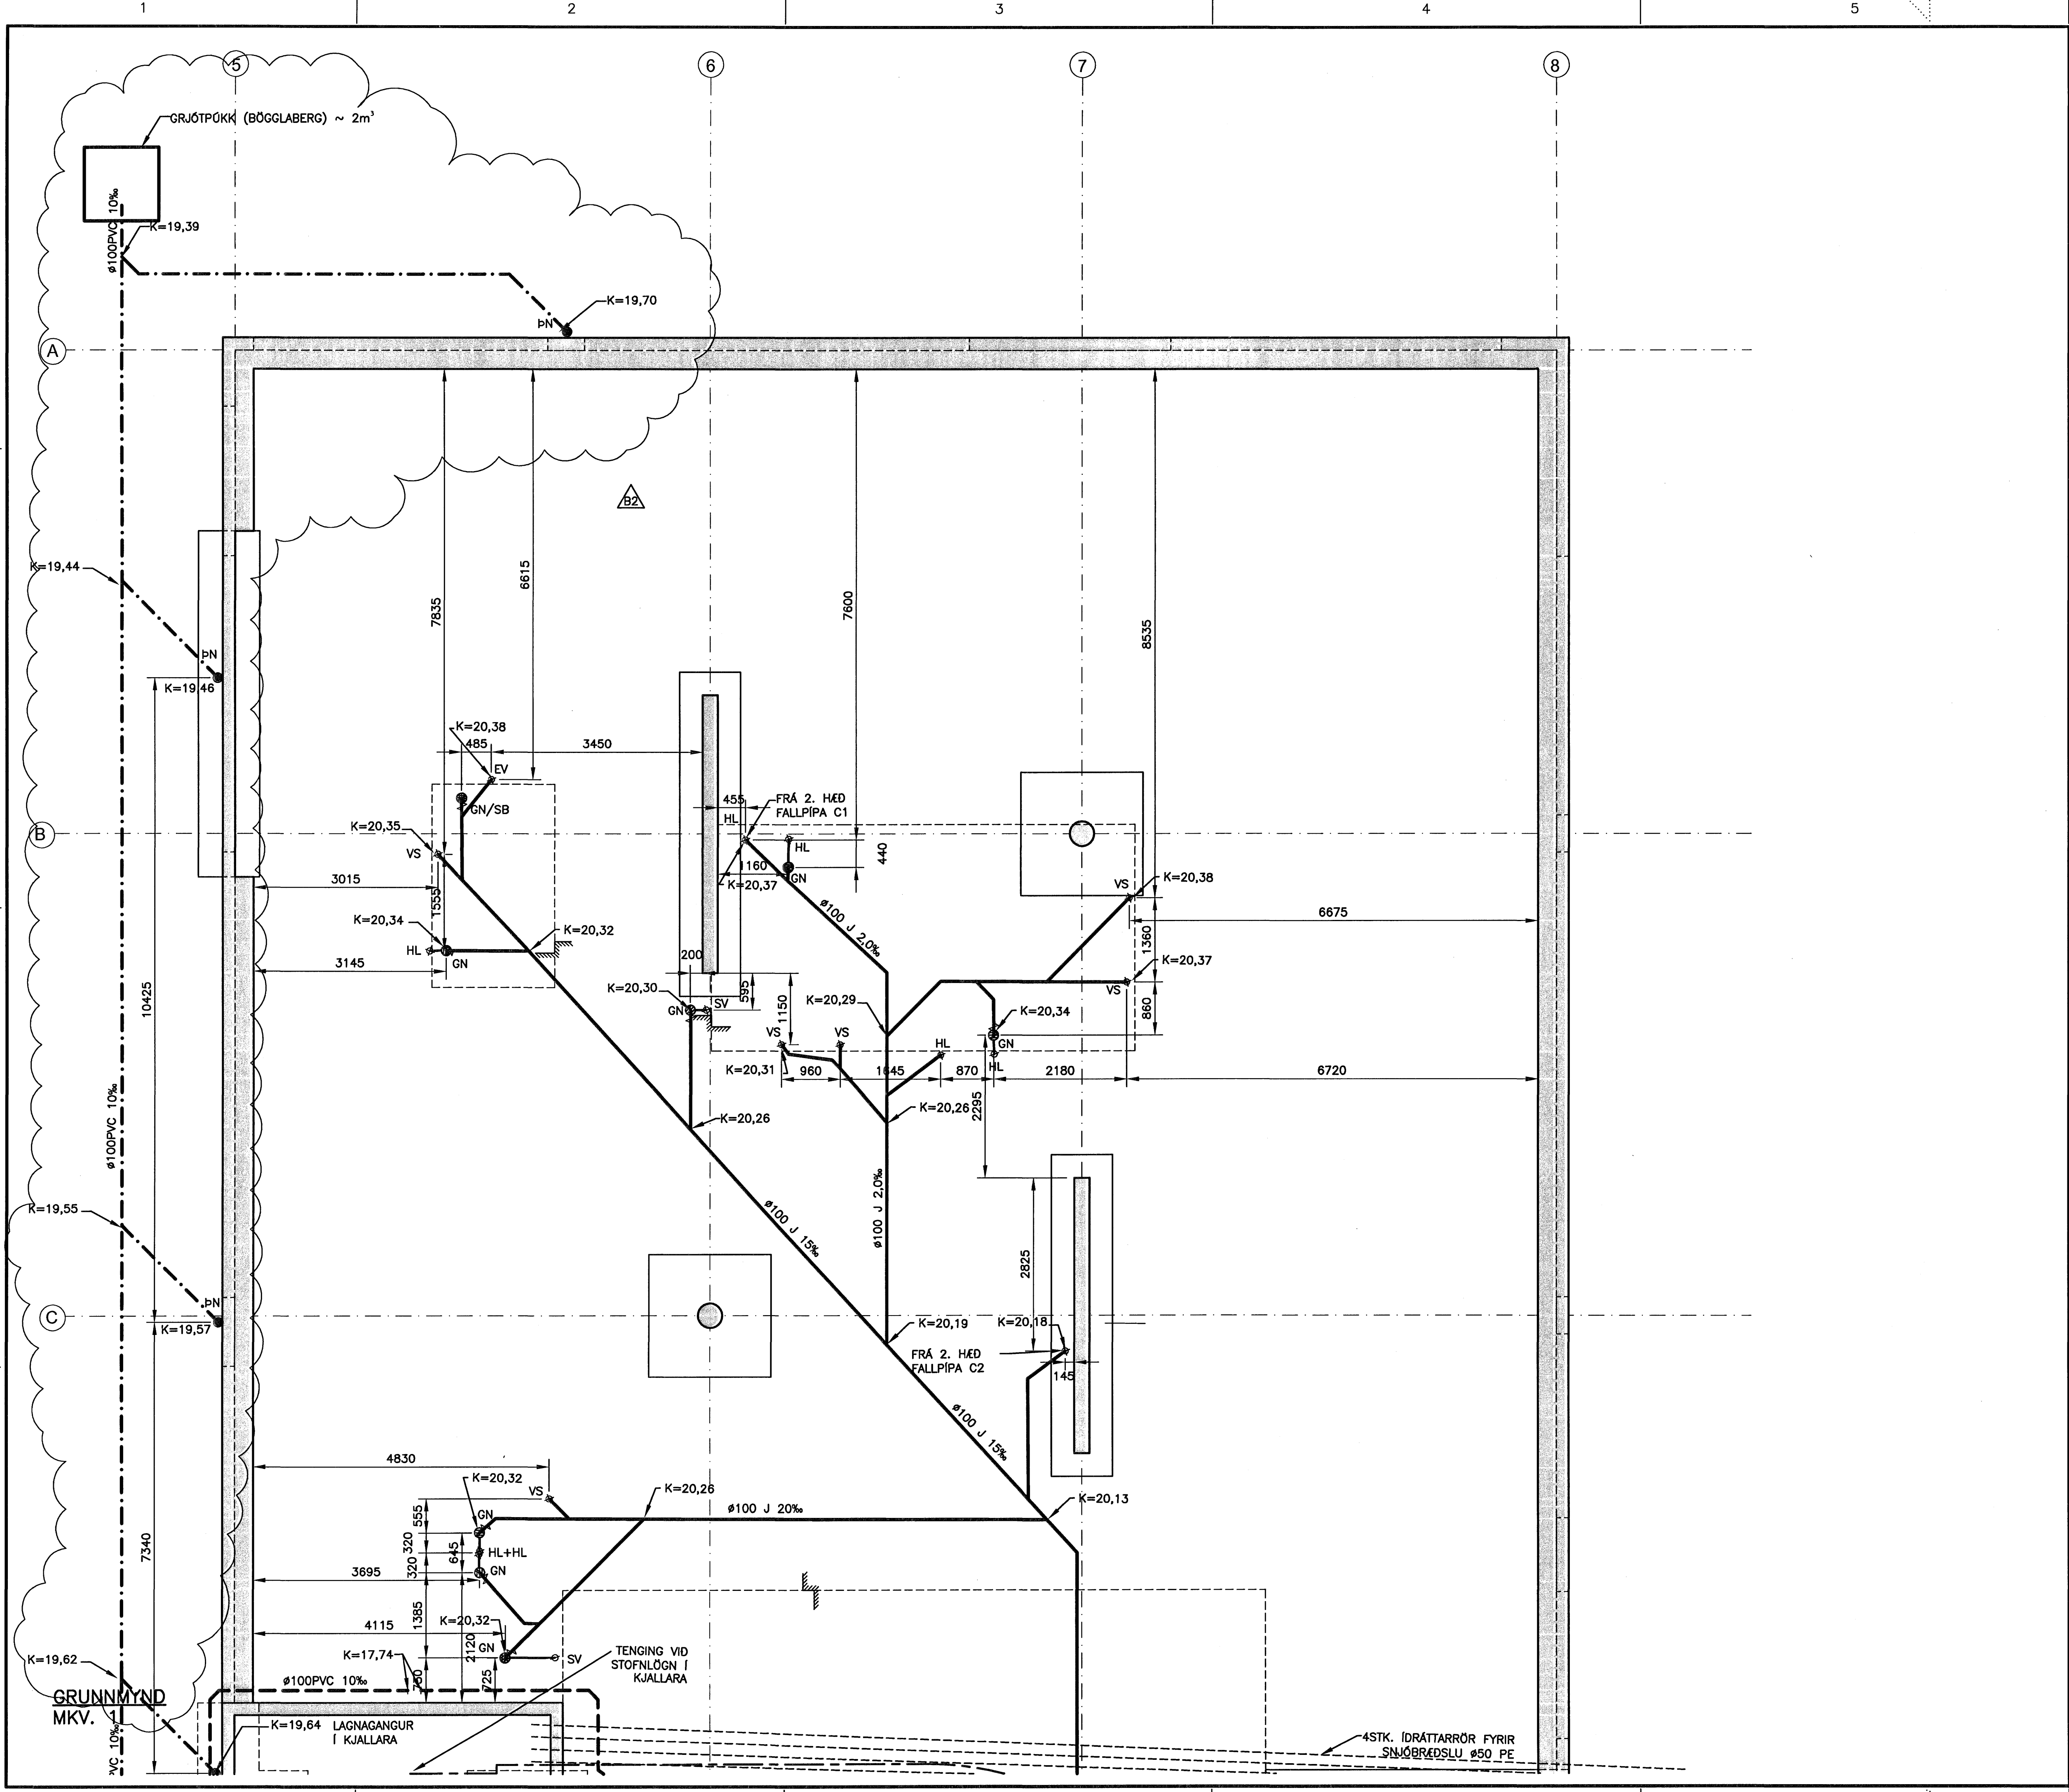 1
2
3
4
5
5
6
7
8
GRJÓTPÚKK (BÖGGLABERG) ~ 2m³
ø100PVC 10‰
K=19,39
K=19,70
ÞN
A
B2
K=19,44
6615
7835
7600
8535
ÞN
K=19,46
K=20,38
485
3450
EV
GN/SB
455
FRÁ 2. HÆÐ
FALLPÍPA C1
HL
B
K=20,35
VS
HL
440
1160
GN
K=20,37
3015
1555
VS
K=20,38
ø100 J 2,0‰
6675
K=20,34
K=20,32
HL
GN
1360
3145
200
K=20,37
VS
10425
K=20,30
595
SV
GN
1150
K=20,29
860
K=20,34
VS
VS
HL
GN
HL
K=20,31
960
1645
870
2180
6720
2295
K=20,26
K=20,26
ø100PVC 10‰
ø100 J 2,0‰
K=19,55
ø100 J 15‰
2825
ÞN
C
K=19,57
K=20,19
K=20,18
FRÁ 2. HÆÐ
FALLPÍPA C2
145
ø100 J 15‰
4830
K=20,32
K=20,26
VS
K=20,13
555
GN
ø100 J 20‰
7340
320
645
HL+HL
320
GN
3695
1385
K=20,32
4115
2120
GN
SV
TENGING VIÐ
STOFNLÖGN Í
KJALLARA
K=19,62
K=17,74
725
ø100PVC 10‰
GRUNNMYND
MKV. 1
K=19,64 LAGNAGANGUR
Í KJALLARA
PVC 10‰
4STK. ÍDRÁTTARRÖR FYRIR
SNJÓBRÆÐSLU ø50 PE